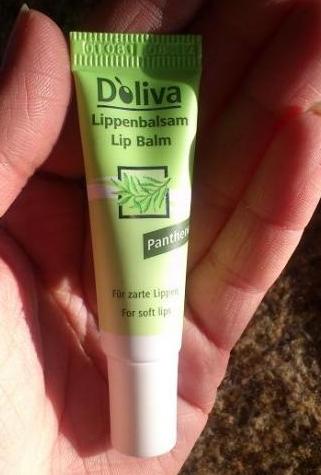 D'oliva
Lippenbalsam
Lip Balm
Für zarte Lippen
For soft lips